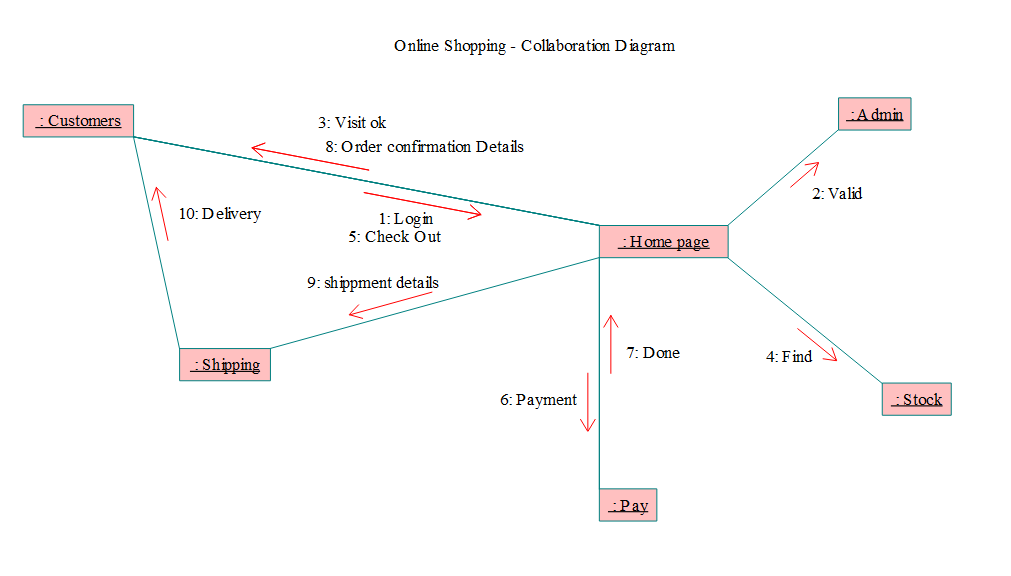 Online Shopping - Collaboration Diagram
: Customers
: Admin
3: Visit ok
8: Order confirmation Details
2: Valid
10: Delivery
1: Login
5: Check Out
: Home page
9: shippment details
7: Done
4: Find
: Shipping
6: Payment
: Stock
: Pay